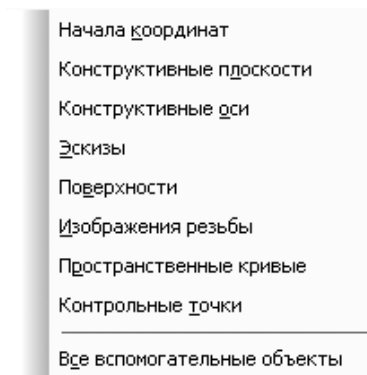 Начала координат
Конструктивные плоскости
Конструктивные оси
Эскизы
Поверхности
Изображения резьбы
Пространственные кривые
Контрольные точки
Все вспомогательные объекты